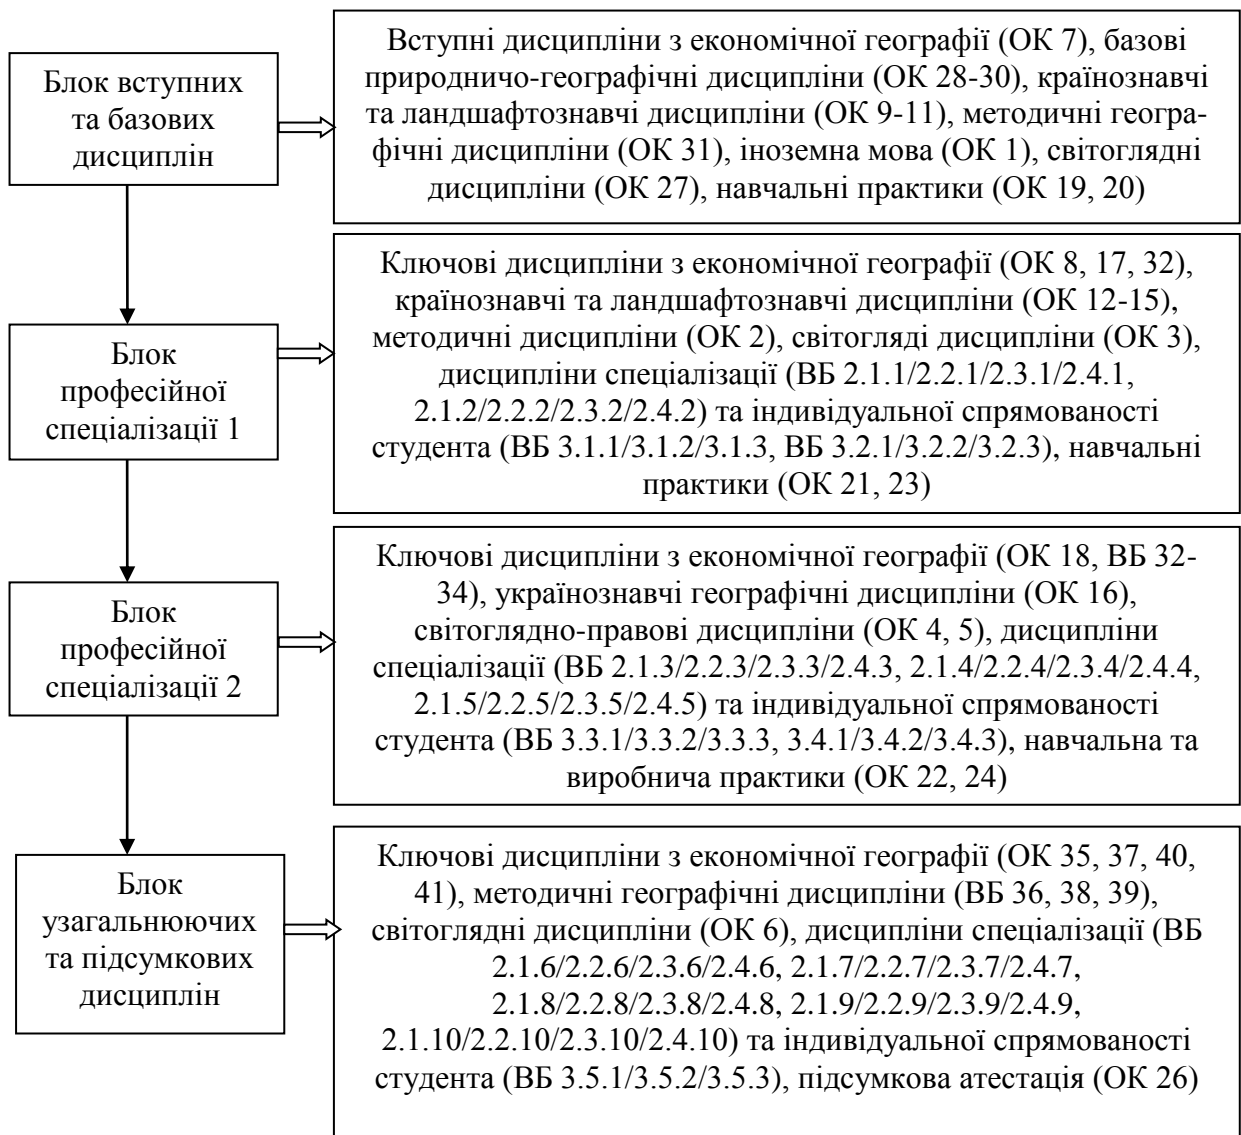 Блок вступних
та базових
дисциплін
Вступні дисципліни з економічної географії (ОК 7), базові
природничо-географічні дисципліни (ОК 28-30), країнознавчі
та ландшафтознавчі дисципліни (ОК 9-11), методичні геогра-
фічні дисципліни (ОК 31), іноземна мова (ОК 1), світоглядні
дисципліни (ОК 27), навчальні практики (ОК 19, 20)
Блок
професійної
спеціалізації 1
Ключові дисципліни з економічної географії (ОК 8, 17, 32),
країнознавчі та ландшафтознавчі дисципліни (ОК 12-15),
методичні дисципліни (ОК 2), світогляді дисципліни (ОК 3),
дисципліни спеціалізації (ВБ 2.1.1/2.2.1/2.3.1/2.4.1,
2.1.2/2.2.2/2.3.2/2.4.2) та індивідуальної спрямованості
студента (ВБ 3.1.1/3.1.2/3.1.3, ВБ 3.2.1/3.2.2/3.2.3), навчальні
практики (ОК 21, 23)
Блок
професійної
спеціалізації 2
Ключові дисципліни з економічної географії (ОК 18, ВБ 32-
34), українознавчі географічні дисципліни (ОК 16),
світоглядно-правові дисципліни (ОК 4, 5), дисципліни
спеціалізації (ВБ 2.1.3/2.2.3/2.3.3/2.4.3, 2.1.4/2.2.4/2.3.4/2.4.4,
2.1.5/2.2.5/2.3.5/2.4.5) та індивідуальної спрямованості
студента (ВБ 3.3.1/3.3.2/3.3.3, 3.4.1/3.4.2/3.4.3), навчальна та
виробнича практики (ОК 22, 24)
Блок
узагальнюючих
та підсумкових
дисциплін
Ключові дисципліни з економічної географії (ОК 35, 37, 40,
41), методичні географічні дисципліни (ВБ 36, 38, 39),
світоглядні дисципліни (ОК 6), дисципліни спеціалізації (ВБ
2.1.6/2.2.6/2.3.6/2.4.6, 2.1.7/2.2.7/2.3.7/2.4.7,
2.1.8/2.2.8/2.3.8/2.4.8, 2.1.9/2.2.9/2.3.9/2.4.9,
2.1.10/2.2.10/2.3.10/2.4.10) та індивідуальної спрямованості
студента (ВБ 3.5.1/3.5.2/3.5.3), підсумкова атестація (ОК 26)